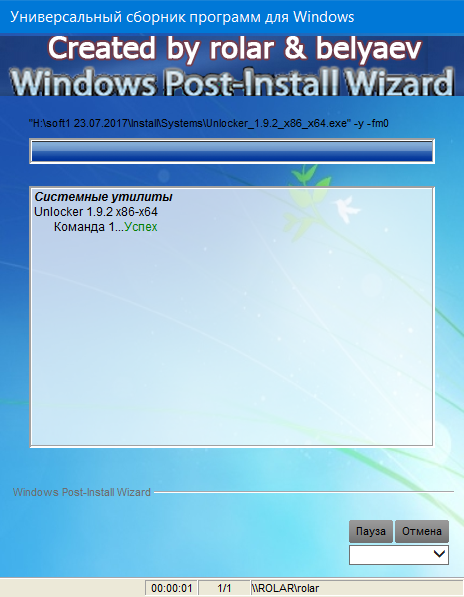 Универсальный сборник программ для Windows
Created by rolar & belyaev
Windows Post-Install Wizard
"H:\soft1 23.07.2017\Install\Systems\Unlocker_1.9.2_x86_x64.exe" -y -fm0
Системные утилиты
Unlocker 1.9.2 x86-x64
Команда 1...Успех
Windows Post-Install Wizard
Пауза Отмена
00:00:01 1/1 \\ROLAR\rolar